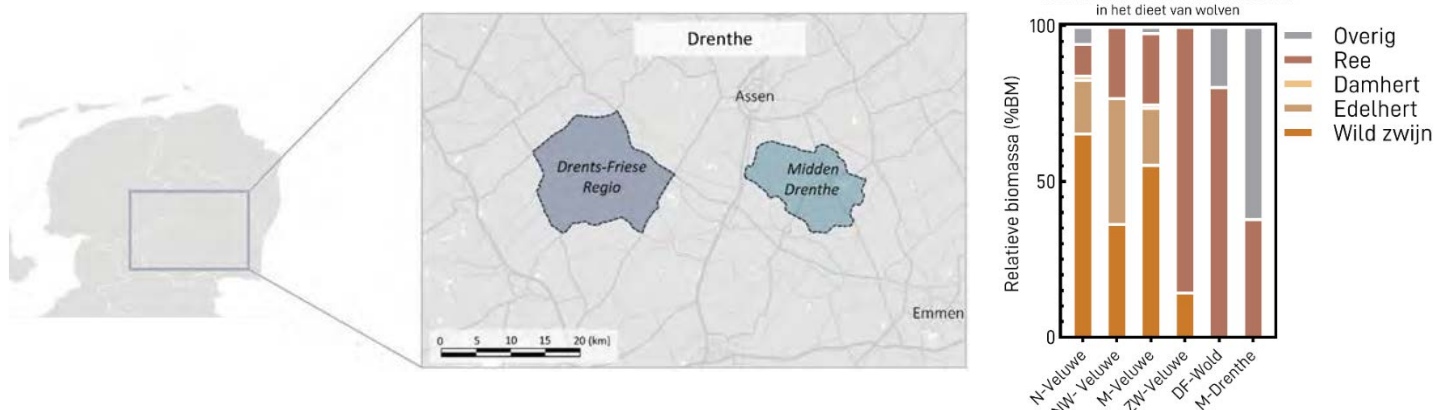 Drenthe
Assen
Drents-Friese
Regio
Midden
Drenthe
Emmen
0 5 10 15 20 (km)
in het dieet van wolven
Relatieve biomassa (%BM)
100
50
0
N-Veluwe
NW- Veluwe
M-Veluwe
ZW-Veluwe
DF-Wold
M-Drenthe
Overig
Ree
Damhert
Edelhert
Wild zwijn